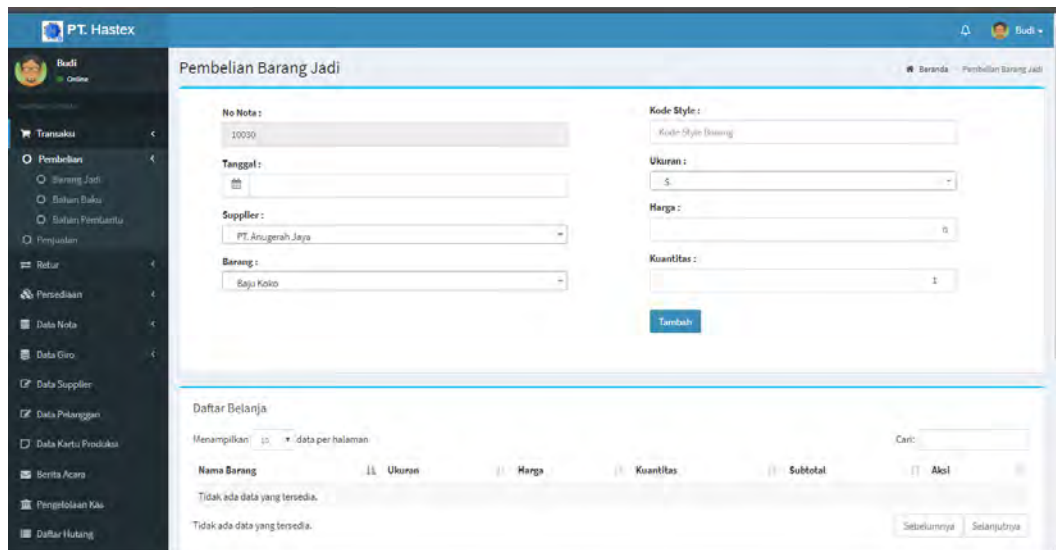 PT. Hastex
Budi
Budi
Online
Pembelian Barang Jadi
Beranda
Pembelian Barang Jadi
Transaksi
Pembelian
Barang Jadi
Bahan Baku
Bahan Pembantu
Penjualan
Retur
Persediaan
Data Nota
Data Giro
Data Supplier
Data Pelanggan
Data Kartu Produksi
Berita Acara
Pengelolaan Kas
Daftar Hutang
No Nota :
10030
Tanggal :
Supplier :
PT. Anugerah Jaya
Barang :
Baju Koko
Kode Style :
Kode Style Barang
Ukuran :
S
Harga :
0
Kuantitas :
1
Tambah
Daftar Belanja
Menampilkan 10 data per halaman
Cari:
Nama Barang Ukuran Harga Kuantitas Subtotal Aksi
Tidak ada data yang tersedia.
Tidak ada data yang tersedia.
Sebelumnya Selanjutnya